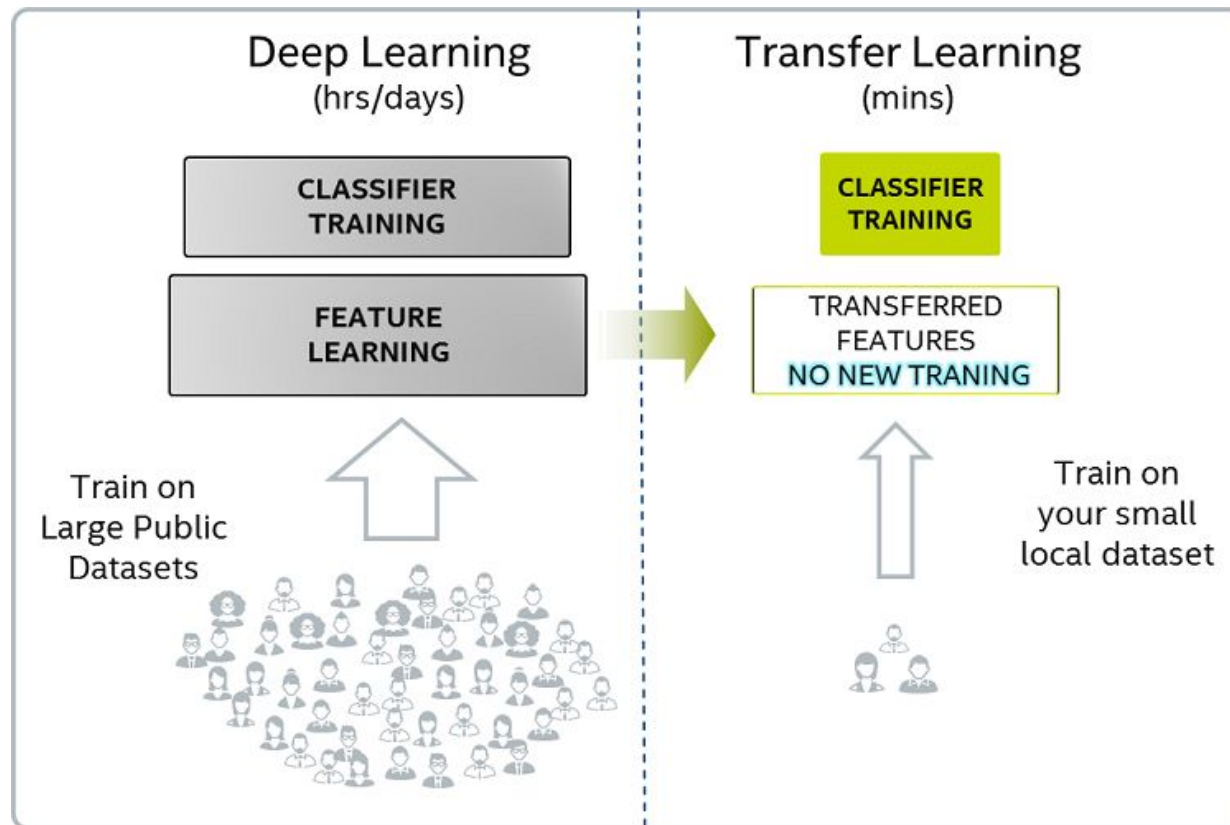 Deep Learning
(hrs/days)
CLASSIFIER
TRAINING
FEATURE
LEARNING
Train on
Large Public
Datasets
Transfer Learning
(mins)
CLASSIFIER
TRAINING
TRANSFERRED
FEATURES
NO NEW TRANING
Train on
your small
local dataset